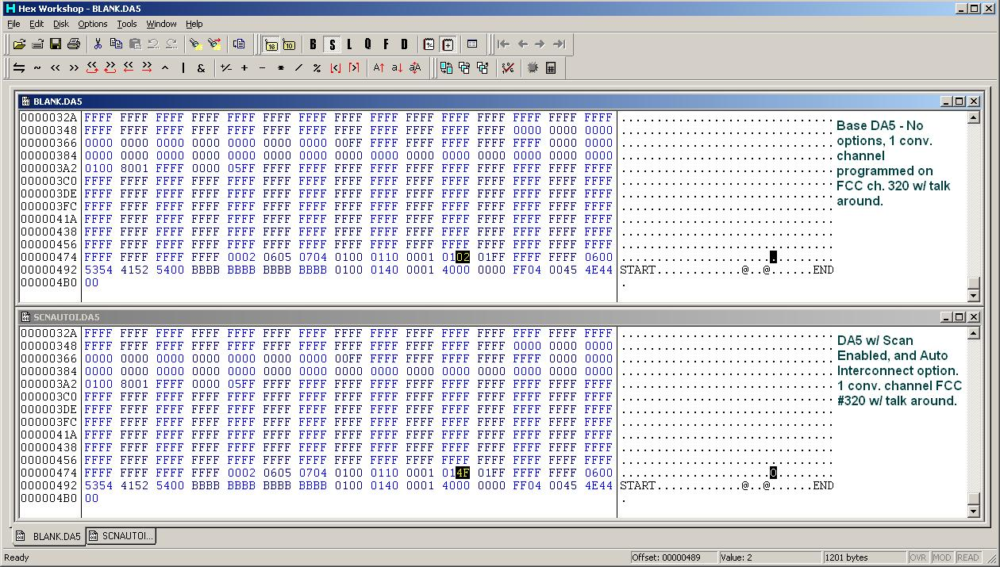 Hex Workshop - BLANK.DA5
File Edit Disk Options Tools Window Help
16 10 B S L Q F D
BLANK.DA5
0000032A FFFF FFFF FFFF FFFF FFFF FFFF FFFF FFFF FFFF FFFF FFFF FFFF FFFF FFFF FFFF ..............................
00000348 FFFF FFFF FFFF FFFF FFFF FFFF FFFF FFFF FFFF FFFF FFFF FFFF 0000 0000 0000 ..............................
00000366 0000 0000 0000 0000 0000 0000 0000 00FF FFFF FFFF FFFF FFFF FFFF 0000 0000 ..............................
00000384 0000 0000 0000 0000 0000 0000 0000 0000 0000 0000 0000 0000 0000 0000 0000 ..............................
000003A2 0100 8001 FFFF 0000 05FF FFFF FFFF FFFF FFFF FFFF FFFF FFFF FFFF FFFF FFFF ..............................
000003C0 FFFF FFFF FFFF FFFF FFFF FFFF FFFF FFFF FFFF FFFF FFFF FFFF FFFF FFFF FFFF ..............................
000003DE FFFF FFFF FFFF FFFF FFFF FFFF FFFF FFFF FFFF FFFF FFFF FFFF FFFF FFFF FFFF ..............................
000003FC FFFF FFFF FFFF FFFF FFFF FFFF FFFF FFFF FFFF FFFF FFFF FFFF FFFF FFFF FFFF ..............................
0000041A FFFF FFFF FFFF FFFF FFFF FFFF FFFF FFFF FFFF FFFF FFFF FFFF FFFF FFFF FFFF ..............................
00000438 FFFF FFFF FFFF FFFF FFFF FFFF FFFF FFFF FFFF FFFF FFFF FFFF FFFF FFFF FFFF ..............................
00000456 FFFF FFFF FFFF FFFF FFFF FFFF FFFF FFFF FFFF FFFF FFFF FFFF FFFF FFFF FFFF ..............................
00000474 FFFF FFFF FFFF FFFF 0002 0605 0704 0100 0110 0001 0102 01FF FFFF FFFF 0600 ..............................
00000492 5354 4152 5400 BBBB BBBB BBBB BBBB 0100 0140 0001 4000 0000 FF04 0045 4E44 START............@..@......END
000004B0 00 .
Base DA5 - No
options, 1 conv.
channel
programmed on
FCC ch. 320 w/ talk
around.
SCNAUTOI.DA5
0000032A FFFF FFFF FFFF FFFF FFFF FFFF FFFF FFFF FFFF FFFF FFFF FFFF FFFF FFFF FFFF ..............................
00000348 FFFF FFFF FFFF FFFF FFFF FFFF FFFF FFFF FFFF FFFF FFFF FFFF 0000 0000 0000 ..............................
00000366 0000 0000 0000 0000 0000 0000 0000 00FF FFFF FFFF FFFF FFFF FFFF 0000 0000 ..............................
00000384 0000 0000 0000 0000 0000 0000 0000 0000 0000 0000 0000 0000 0000 0000 0000 ..............................
000003A2 0100 8001 FFFF 0000 05FF FFFF FFFF FFFF FFFF FFFF FFFF FFFF FFFF FFFF FFFF ..............................
000003C0 FFFF FFFF FFFF FFFF FFFF FFFF FFFF FFFF FFFF FFFF FFFF FFFF FFFF FFFF FFFF ..............................
000003DE FFFF FFFF FFFF FFFF FFFF FFFF FFFF FFFF FFFF FFFF FFFF FFFF FFFF FFFF FFFF ..............................
000003FC FFFF FFFF FFFF FFFF FFFF FFFF FFFF FFFF FFFF FFFF FFFF FFFF FFFF FFFF FFFF ..............................
0000041A FFFF FFFF FFFF FFFF FFFF FFFF FFFF FFFF FFFF FFFF FFFF FFFF FFFF FFFF FFFF ..............................
00000438 FFFF FFFF FFFF FFFF FFFF FFFF FFFF FFFF FFFF FFFF FFFF FFFF FFFF FFFF FFFF ..............................
00000456 FFFF FFFF FFFF FFFF FFFF FFFF FFFF FFFF FFFF FFFF FFFF FFFF FFFF FFFF FFFF ..............................
00000474 FFFF FFFF FFFF FFFF 0002 0605 0704 0100 0110 0001 014F 01FF FFFF FFFF 0600 .....................O........
00000492 5354 4152 5400 BBBB BBBB BBBB BBBB 0100 0140 0001 4000 0000 FF04 0045 4E44 START............@..@......END
000004B0 00 .
DA5 w/ Scan
Enabled, and Auto
Interconnect option.
1 conv. channel FCC
#320 w/ talk around.
BLANK.DA5 SCNAUTOI...
Ready Offset: 00000489 Value: 2 1201 bytes OVR MOD READ